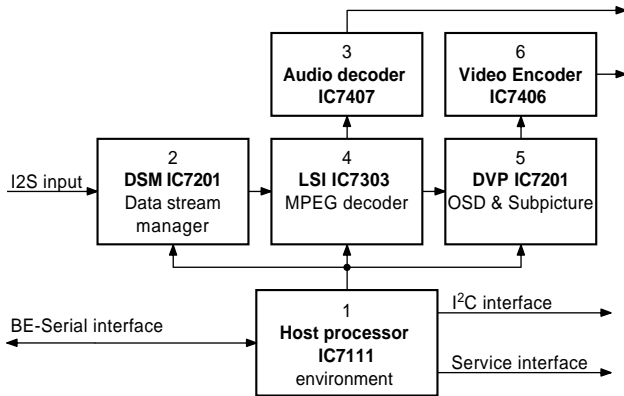 3
Audio decoder
IC7407
6
Video Encoder
IC7406
I2S input
2
DSM IC7201
Data stream
manager
4
LSI IC7303
MPEG decoder
5
DVP IC7201
OSD & Subpicture
BE-Serial interface
1
Host processor
IC7111
environment
I²C interface
Service interface